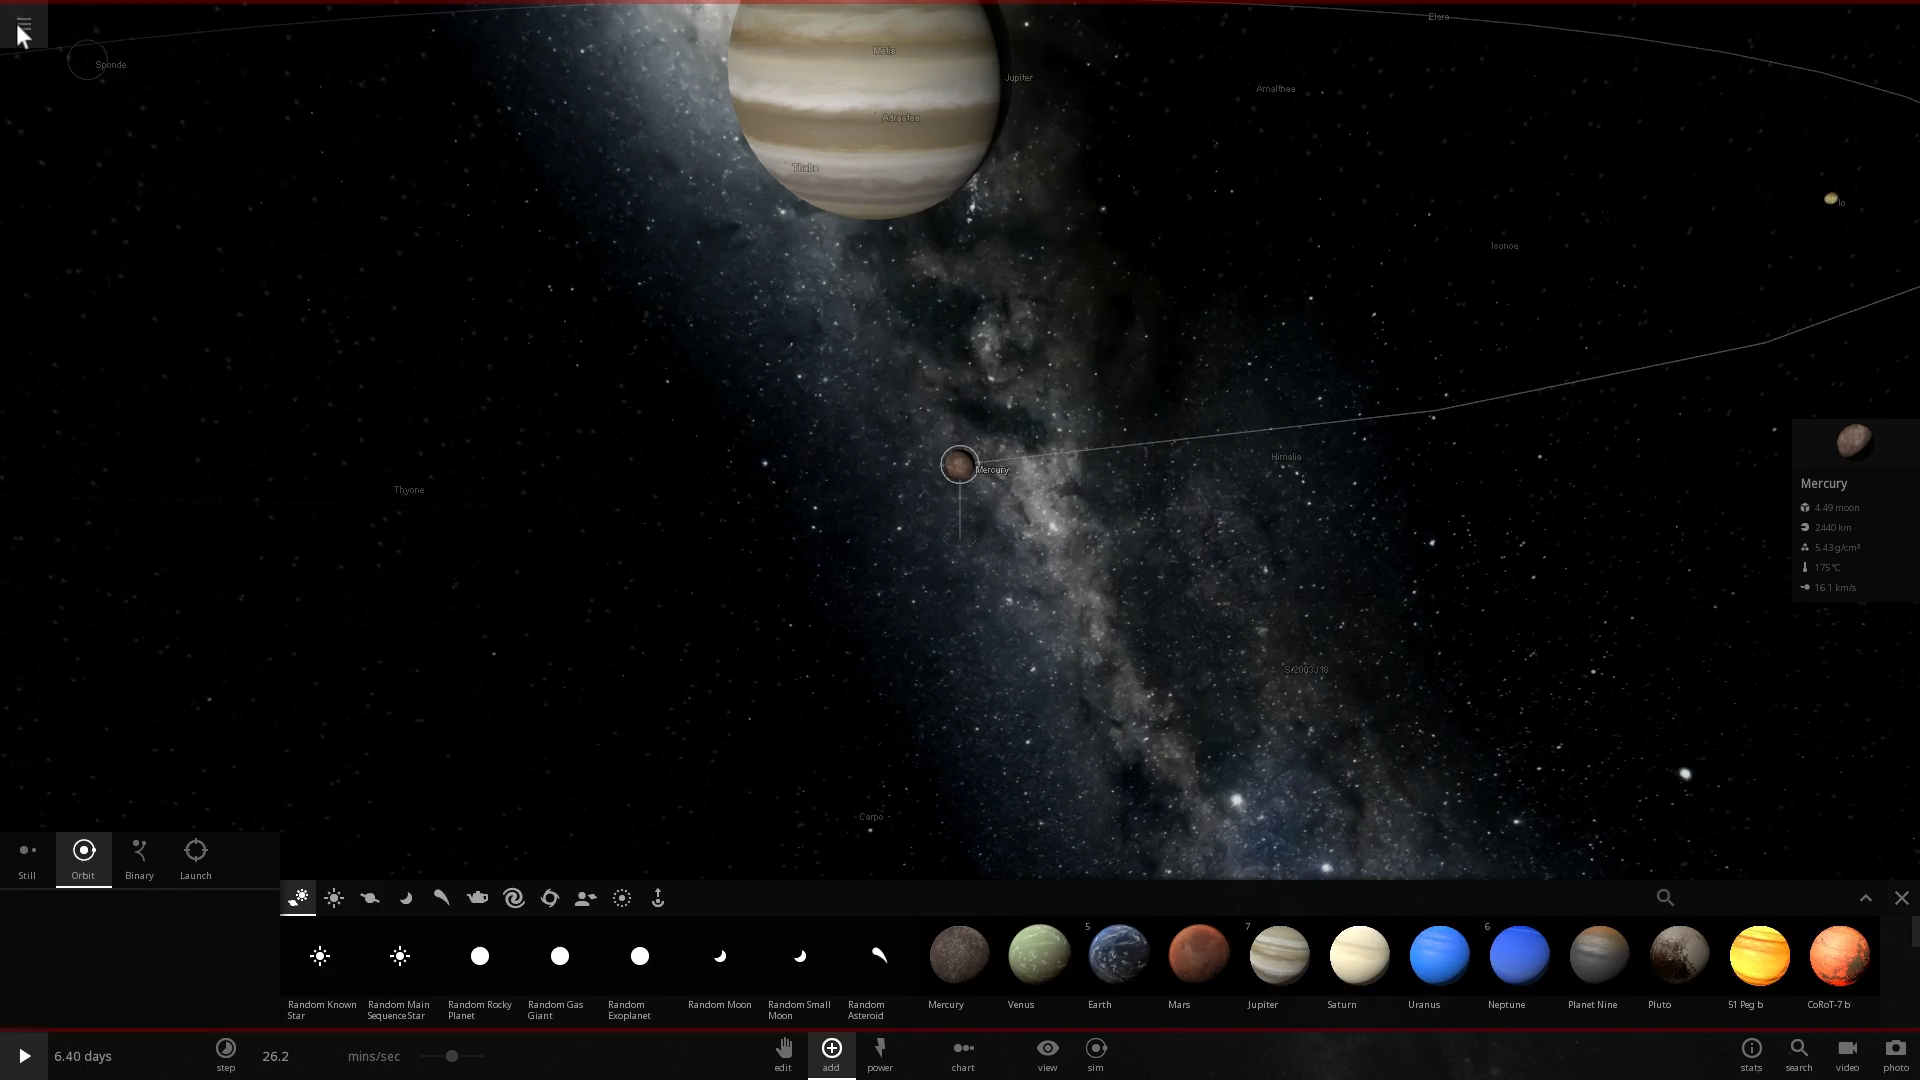 Elara
Sponde
Metis
Jupiter
Amalthea
Adrastea
Thebe
Io
Isonoe
Himalia
Mercury
Thyone
Mercury
4.49 moon
2440 km
5.43 g/cm³
175 °C
16.1 km/s
S/2003 J 18
Carpo
Still
Orbit
Binary
Launch
5
7
6
Random Known
Star
Random Main
Sequence Star
Random Rocky
Planet
Random Gas
Giant
Random
Exoplanet
Random Moon
Random Small
Moon
Random
Asteroid
Mercury
Venus
Earth
Mars
Jupiter
Saturn
Uranus
Neptune
Planet Nine
Pluto
51 Peg b
CoRoT-7 b
6.40 days
step
26.2
mins/sec
edit
add
power
chart
view
sim
stats
search
video
photo